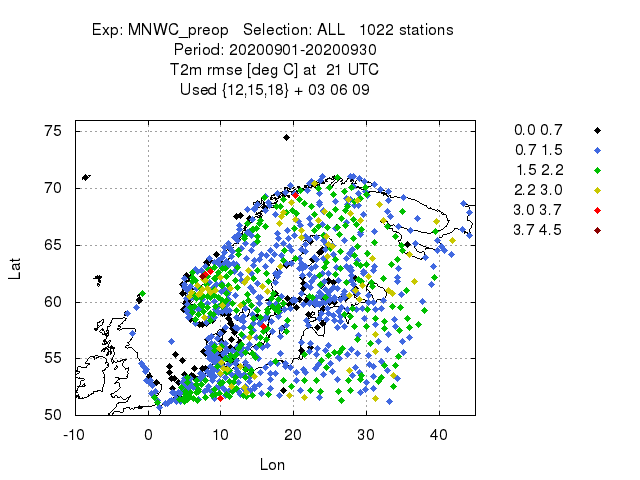 Exp: MNWC_preop   Selection: ALL   1022 stations
Period: 20200901-20200930
T2m rmse [deg C] at  21 UTC
Used {12,15,18} + 03 06 09
75
70
65
60
55
50
-10 0 10 20 30 40
Lat
Lon
0.0 0.7
0.7 1.5
1.5 2.2
2.2 3.0
3.0 3.7
3.7 4.5